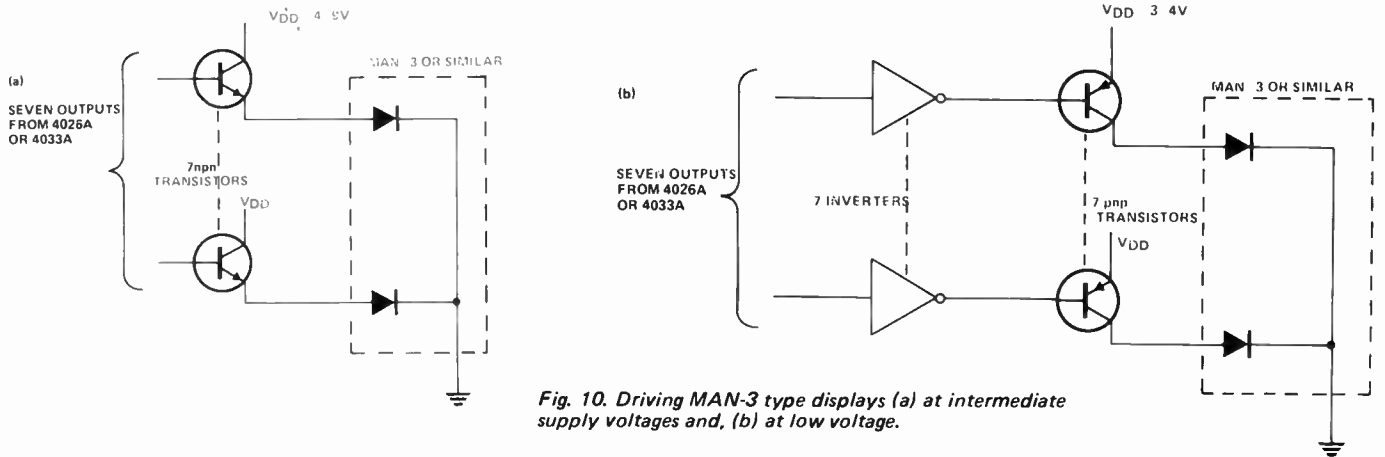 (a)
VDD 4 9V
MAN 3 OR SIMILAR
SEVEN OUTPUTS
FROM 4026A
OR 4033A
7npn
TRANSISTORS
VDD
(b)
VDD 3 4V
MAN 3 OR SIMILAR
SEVEN OUTPUTS
FROM 4026A
OR 4033A
7 INVERTERS
7 pnp
TRANSISTORS
VDD
Fig. 10. Driving MAN-3 type displays (a) at intermediate
supply voltages and, (b) at low voltage.